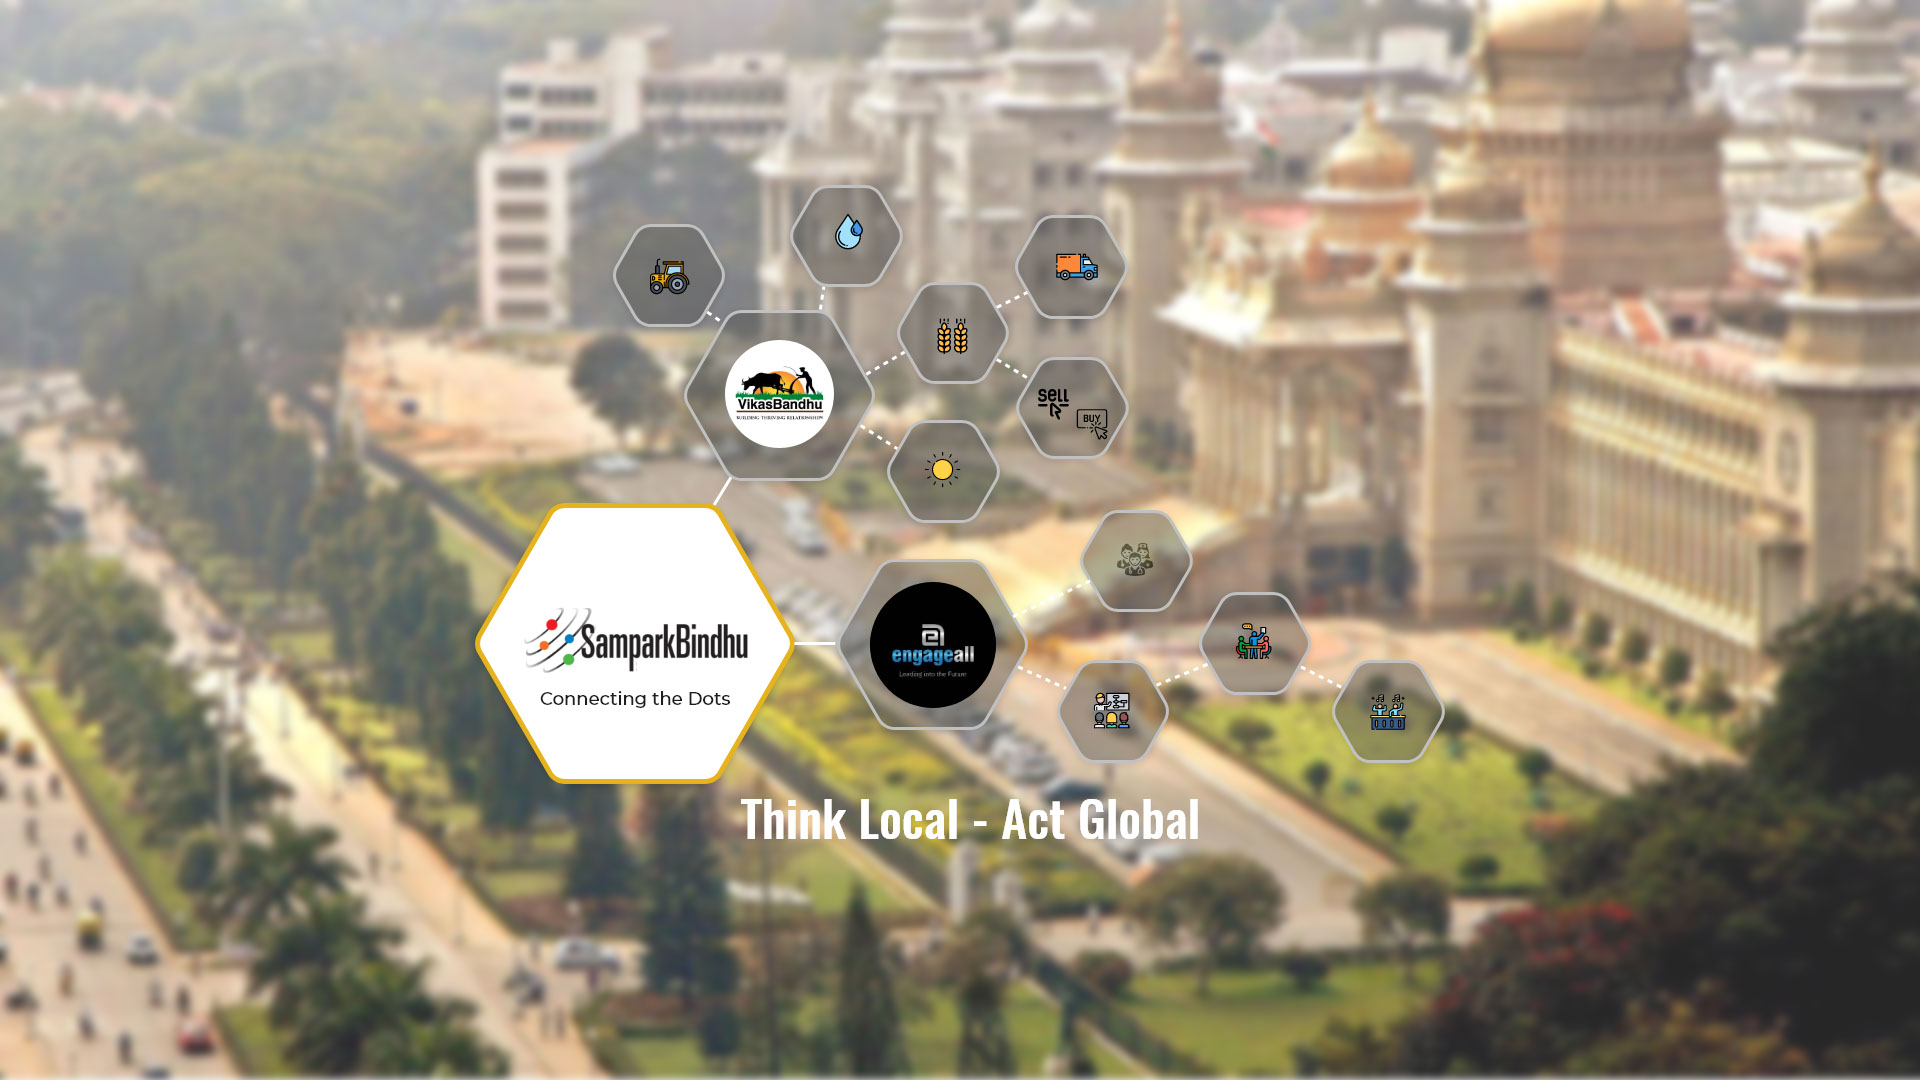 VikasBandhu
BUILDING THRIVING RELATIONSHIPS
SELL
BUY
SamparkBindhu
Connecting the Dots
engageall
Leading into the Future
Think Local - Act Global